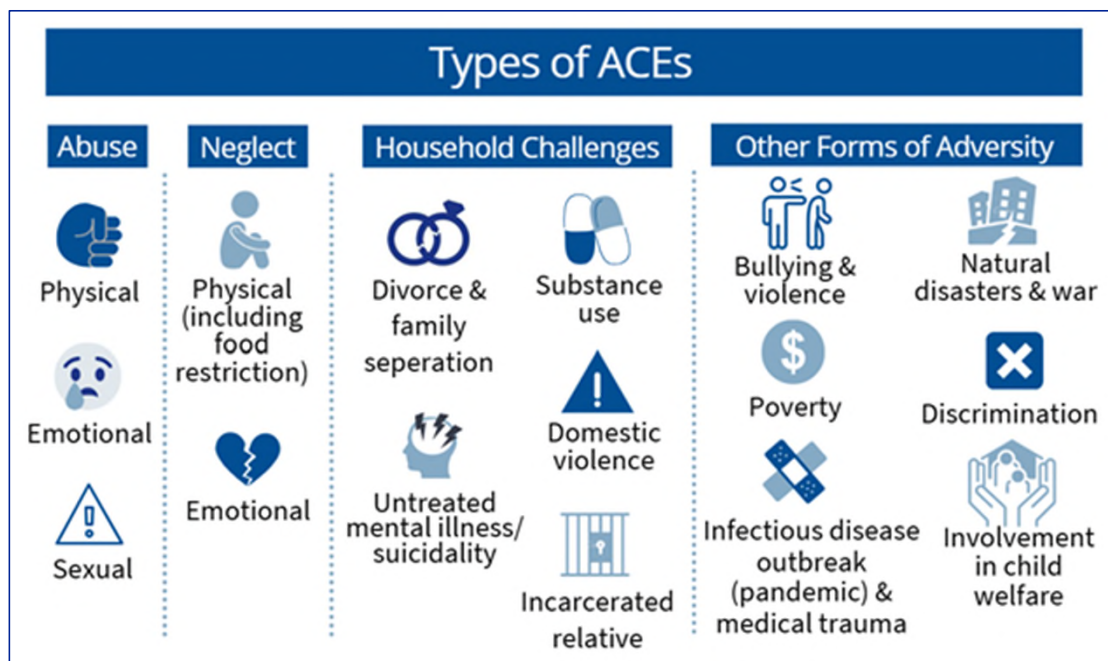 Types of ACEs
Abuse
Physical
Emotional
Sexual
Neglect
Physical
(including
food
restriction)
Emotional
Household Challenges
Divorce &
family
seperation
Substance
use
Untreated
mental illness/
suicidality
Domestic
violence
Incarcerated
relative
Other Forms of Adversity
Bullying &
violence
Natural
disasters & war
$
Poverty
Discrimination
Infectious disease
outbreak
(pandemic) &
medical trauma
Involvement
in child
welfare